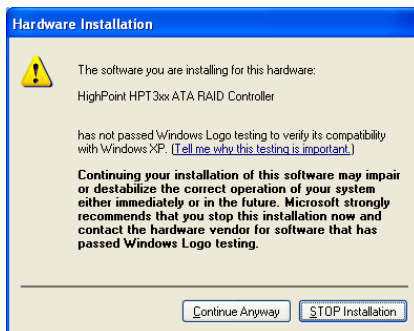 Hardware Installation
The software you are installing for this hardware:
HighPoint HPT3xx ATA RAID Controller
has not passed Windows Logo testing to verify its compatibility
with Windows XP. (Tell me why this testing is important.)
Continuing your installation of this software may impair
or destabilize the correct operation of your system
either immediately or in the future. Microsoft strongly
recommends that you stop this installation now and
contact the hardware vendor for software that has
passed Windows Logo testing.
Continue Anyway STOP Installation